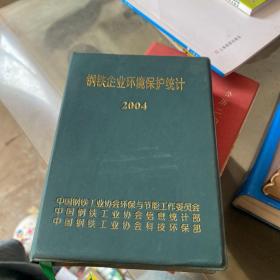 钢铁企业环境保护统计
2004
中国钢铁工业协会环保与节能工作委员会
中国钢铁工业协会信息统计部
中国钢铁工业协会科技环保部